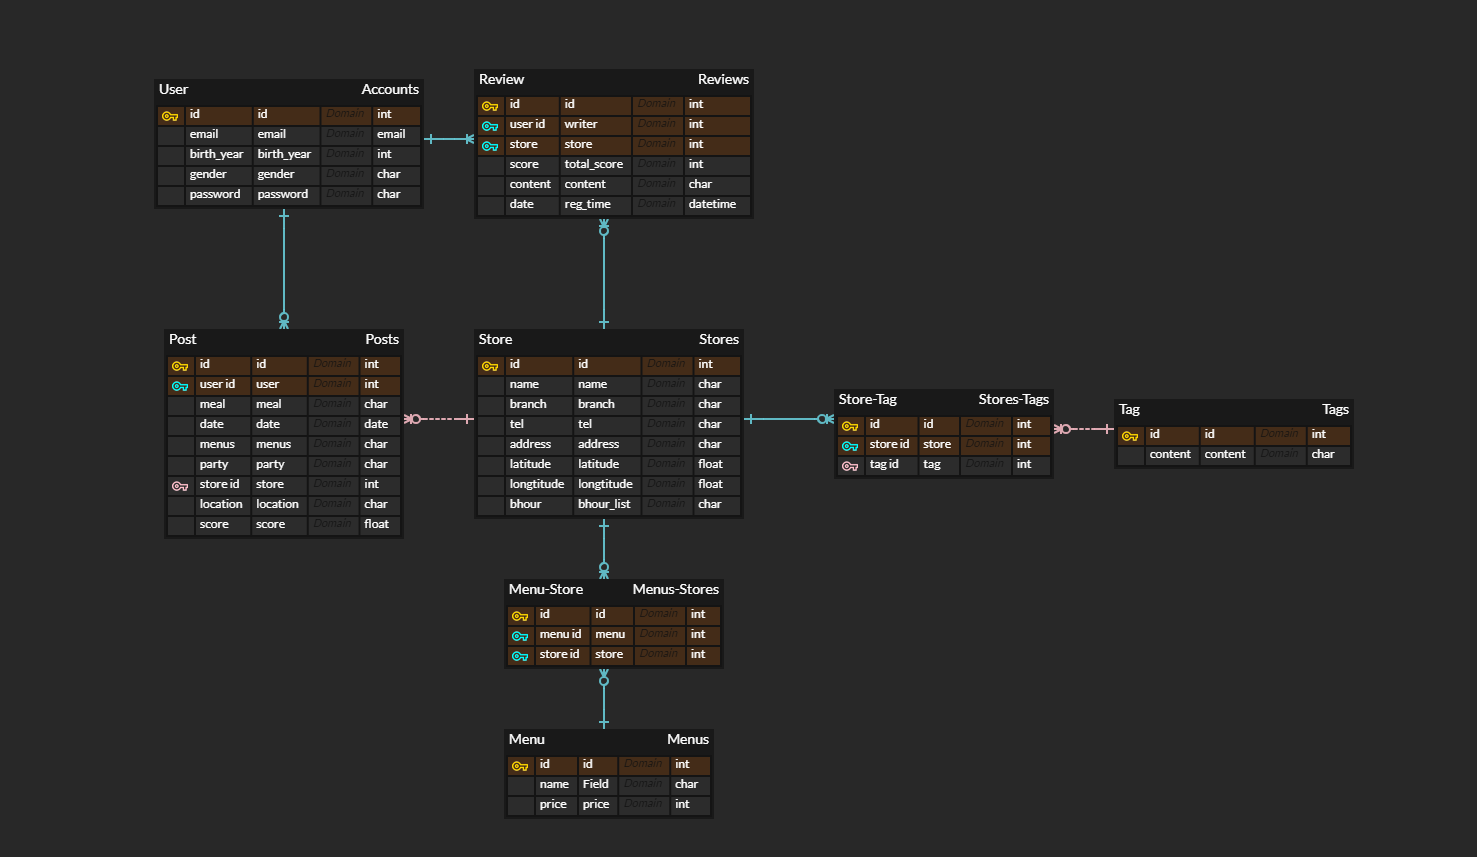 User Accounts
id id Domain int
email email Domain email
birth_year birth_year Domain int
gender gender Domain char
password password Domain char
Review Reviews
id id Domain int
user id writer Domain int
store store Domain int
score total_score Domain int
content content Domain char
date reg_time Domain datetime
Post Posts
id id Domain int
user id user Domain int
meal meal Domain char
date date Domain date
menus menus Domain char
party party Domain char
store id store Domain int
location location Domain char
score score Domain float
Store Stores
id id Domain int
name name Domain char
branch branch Domain char
tel tel Domain char
address address Domain char
latitude latitude Domain float
longtitude longtitude Domain float
bhour bhour_list Domain char
Store-Tag Stores-Tags
id id Domain int
store id store Domain int
tag id tag Domain int
Tag Tags
id id Domain int
content content Domain char
Menu-Store Menus-Stores
id id Domain int
menu id menu Domain int
store id store Domain int
Menu Menus
id id Domain int
name Field Domain char
price price Domain int